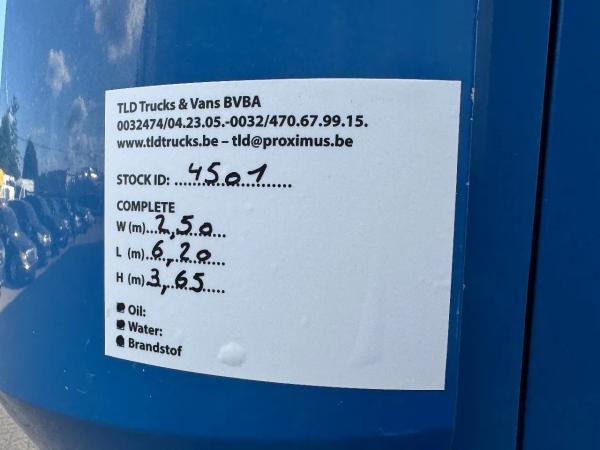 TLD Trucks & Vans BVBA
0032474/04.23.05.-0032/470.67.99.15.
www.tldtrucks.be – tld@proximus.be
STOCK ID: ...4501......
COMPLETE
W (m)...2,50...
L (m)...6,20...
H (m)...3,65.....
Oil:
Water:
Brandstof